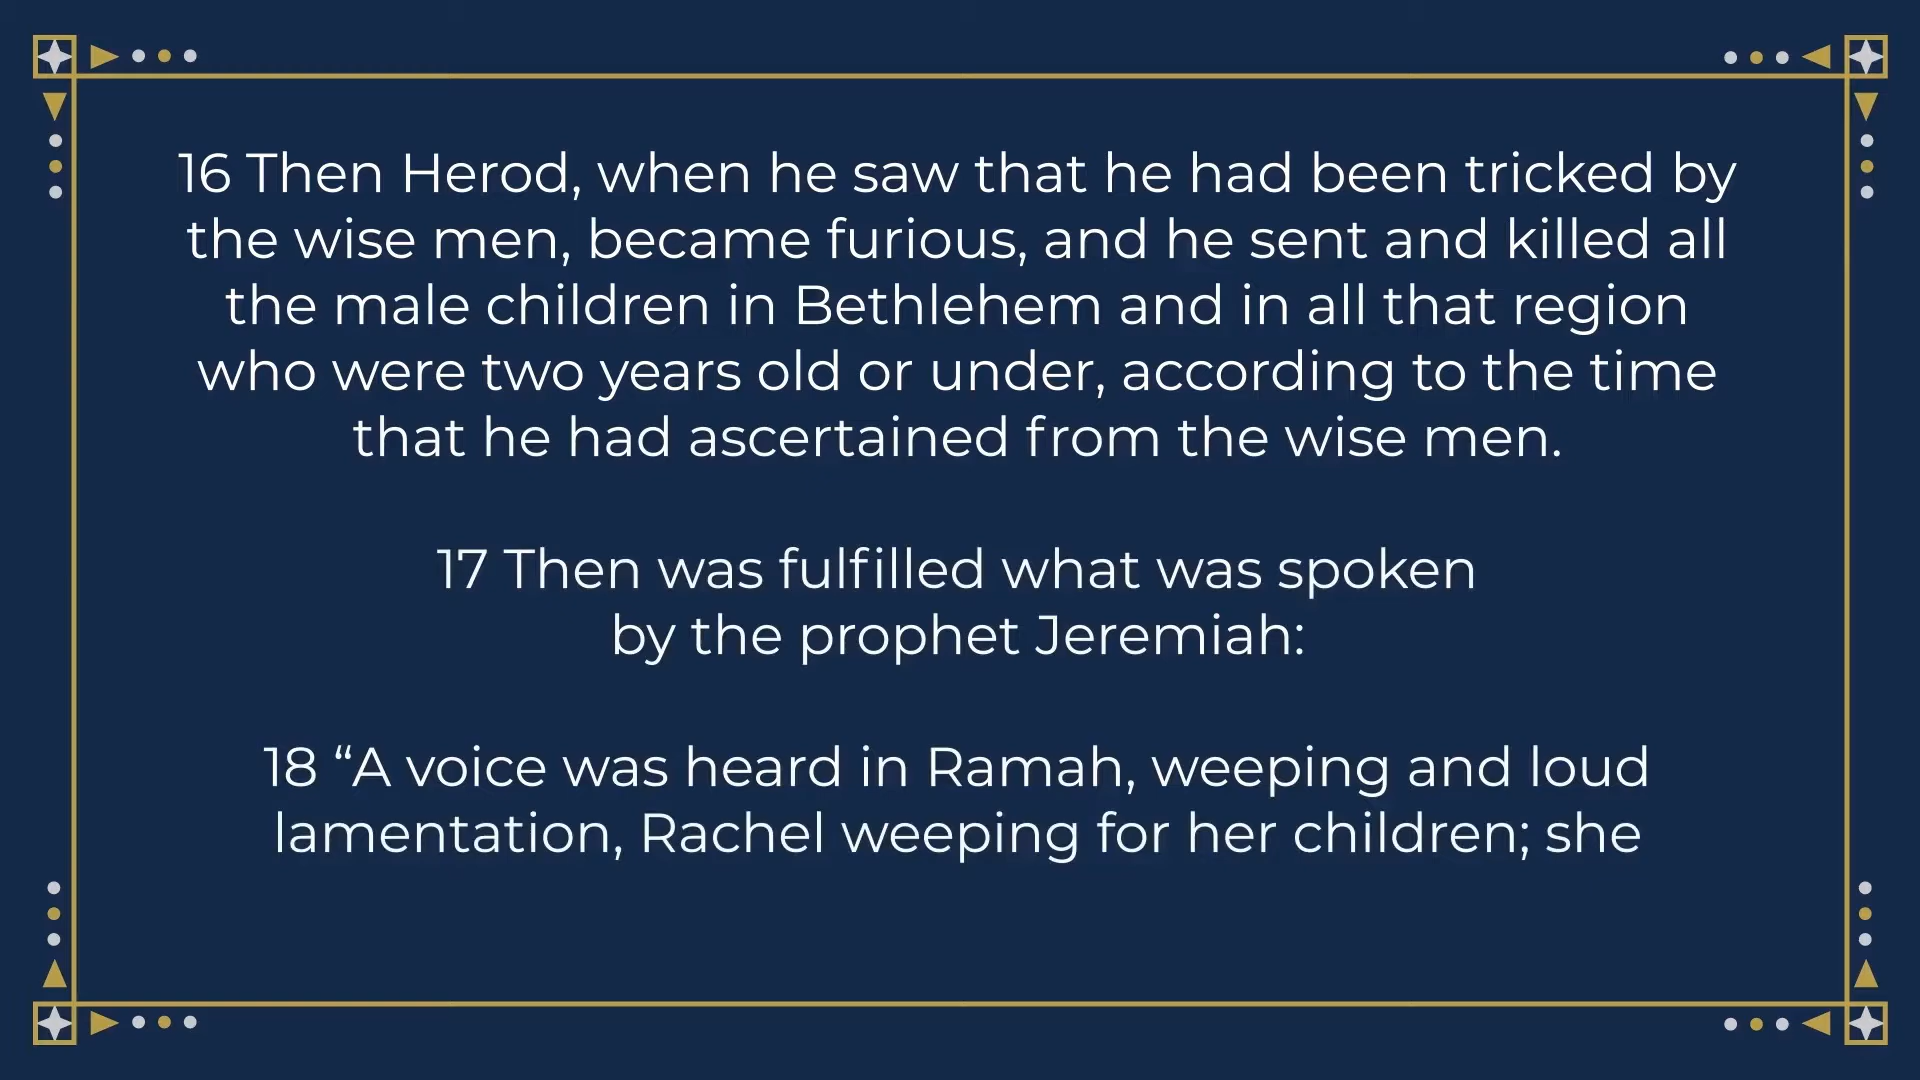 16 Then Herod, when he saw that he had been tricked by
the wise men, became furious, and he sent and killed all
the male children in Bethlehem and in all that region
who were two years old or under, according to the time
that he had ascertained from the wise men.
17 Then was fulfilled what was spoken
by the prophet Jeremiah:
18 “A voice was heard in Ramah, weeping and loud
lamentation, Rachel weeping for her children; she